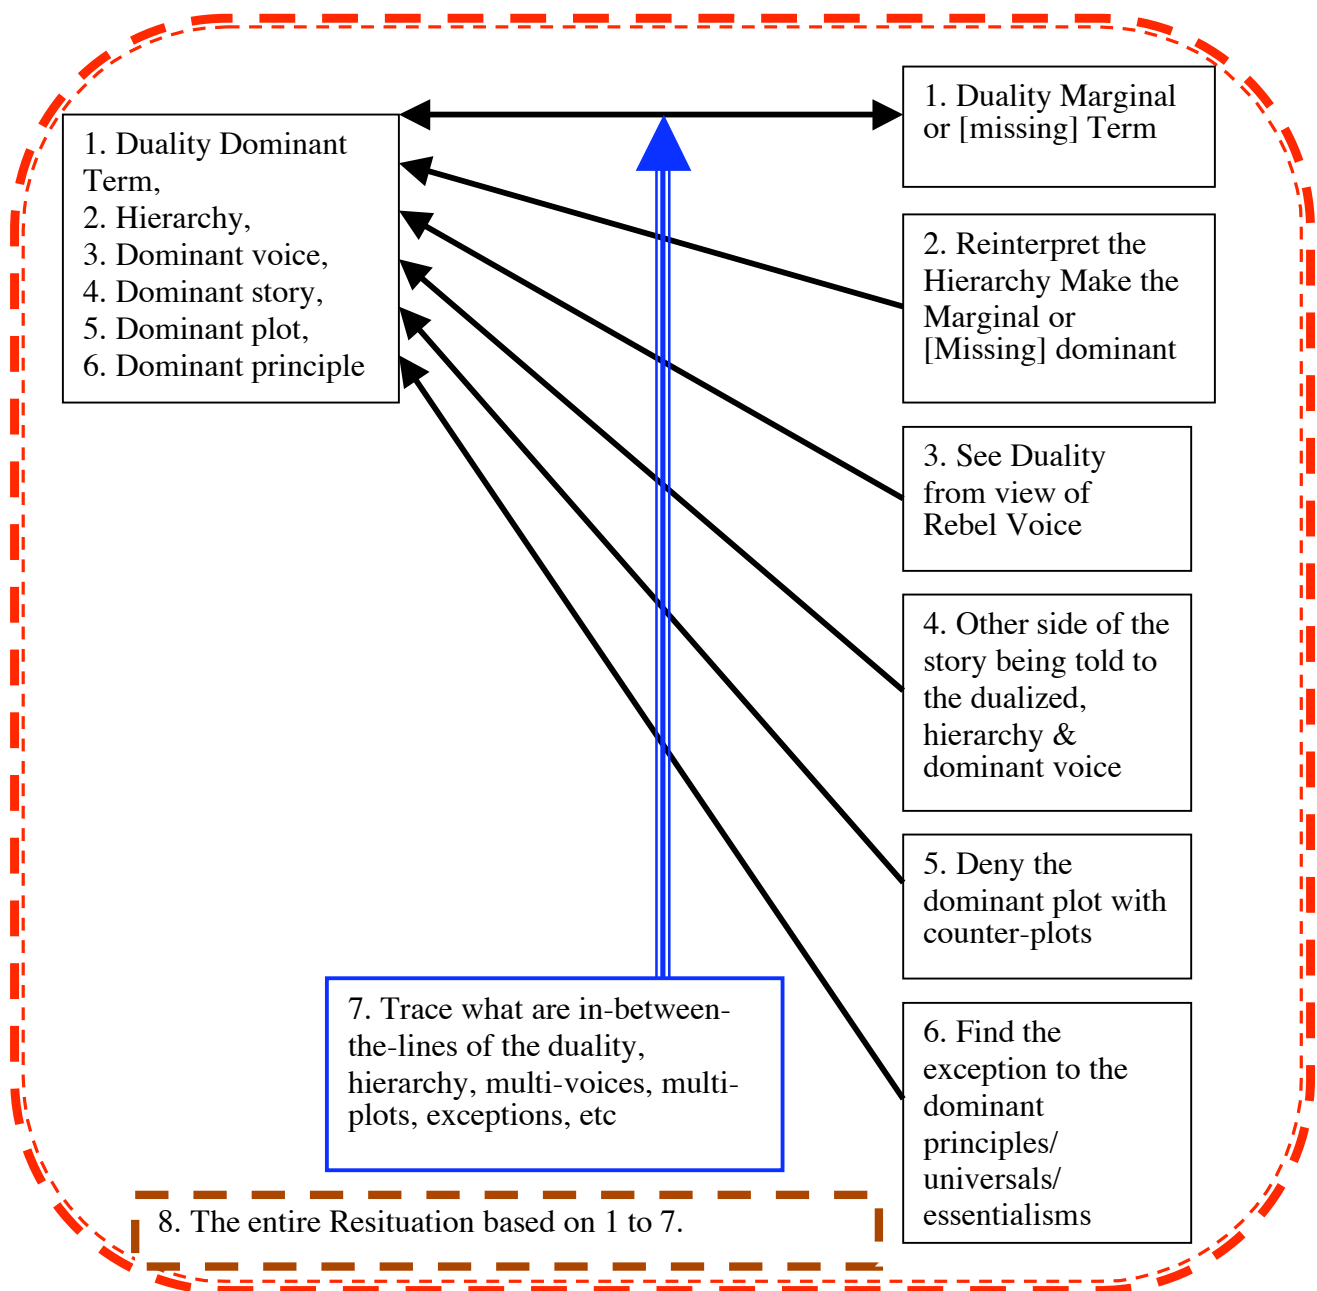 1. Duality Dominant
Term,
2. Hierarchy,
3. Dominant voice,
4. Dominant story,
5. Dominant plot,
6. Dominant principle
1. Duality Marginal
or [missing] Term
2. Reinterpret the
Hierarchy Make the
Marginal or
[Missing] dominant
3. See Duality
from view of
Rebel Voice
4. Other side of the
story being told to
the dualized,
hierarchy &
dominant voice
5. Deny the
dominant plot with
counter-plots
6. Find the
exception to the
dominant
principles/
universals/
essentialisms
7. Trace what are in-between-
the-lines of the duality,
hierarchy, multi-voices, multi-
plots, exceptions, etc
8. The entire Resituation based on 1 to 7.